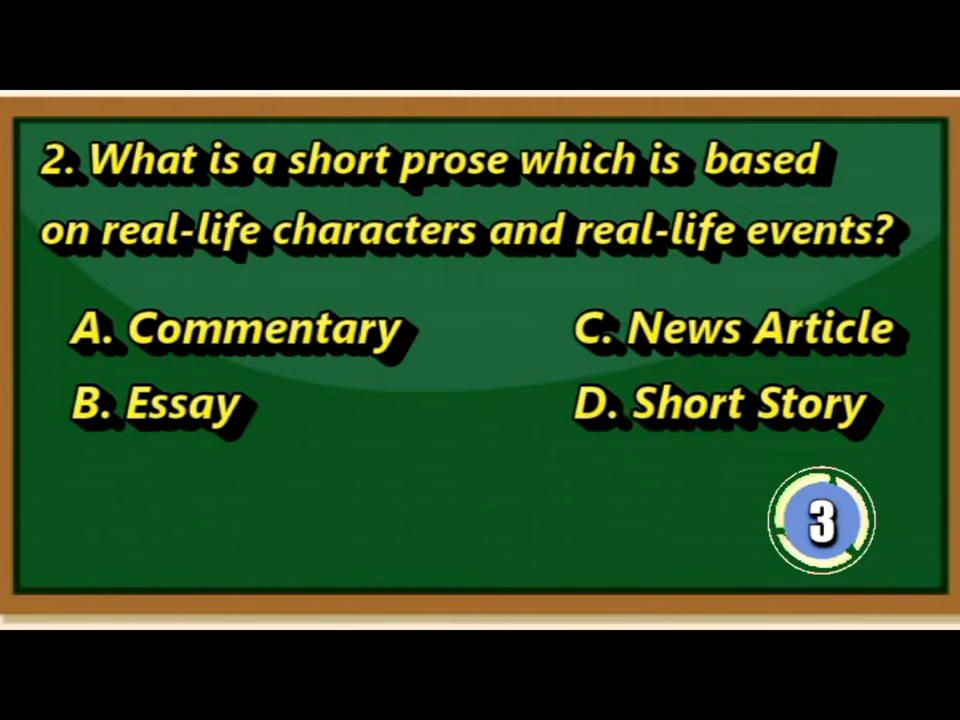 2. What is a short prose which is based
on real-life characters and real-life events?
A. Commentary
B. Essay
C. News Article
D. Short Story
3